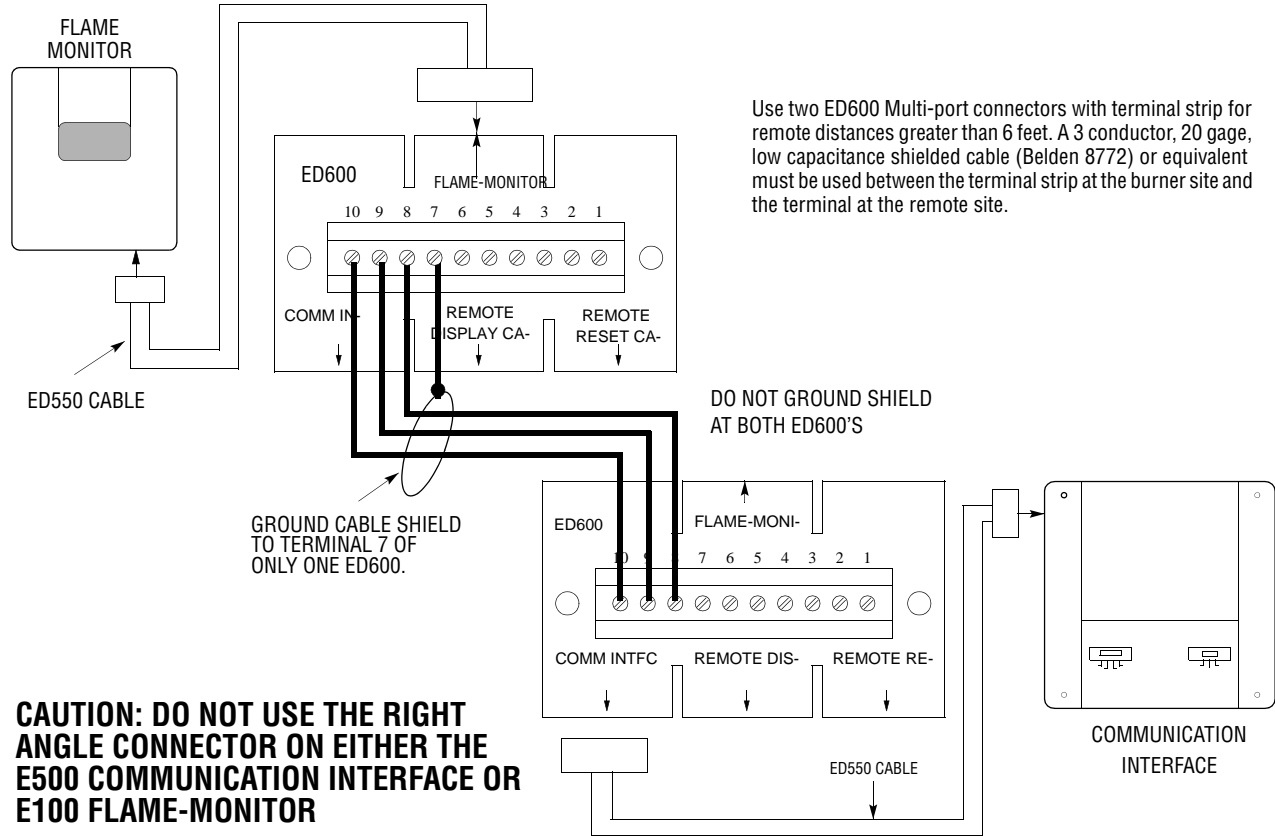 FLAME
MONITOR
Use two ED600 Multi-port connectors with terminal strip for
remote distances greater than 6 feet. A 3 conductor, 20 gage,
low capacitance shielded cable (Belden 8772) or equivalent
must be used between the terminal strip at the burner site and
the terminal at the remote site.
ED600
FLAME-MONITOR
10 9 8 7 6 5 4 3 2 1
COMM IN-
REMOTE
DISPLAY CA-
REMOTE
RESET CA-
ED550 CABLE
DO NOT GROUND SHIELD
AT BOTH ED600'S
GROUND CABLE SHIELD
TO TERMINAL 7 OF
ONLY ONE ED600.
ED600
FLAME-MONI-
10 9 8 7 6 5 4 3 2 1
COMM INTFC
REMOTE DIS-
REMOTE RE-
COMMUNICATION
INTERFACE
ED550 CABLE
CAUTION: DO NOT USE THE RIGHT
ANGLE CONNECTOR ON EITHER THE
E500 COMMUNICATION INTERFACE OR
E100 FLAME-MONITOR